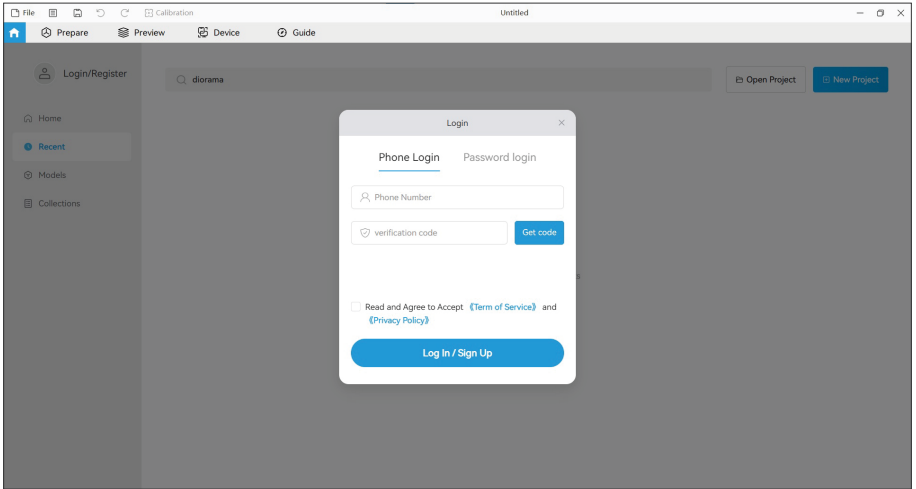 File Calibration Untitled
Prepare Preview Device Guide
Login/Register
diorama
Open Project New Project
Home
Recent
Models
Collections
Login
Phone Login Password login
Phone Number
verification code Get code
Read and Agree to Accept 《Term of Service》 and
《Privacy Policy》
Log In / Sign Up